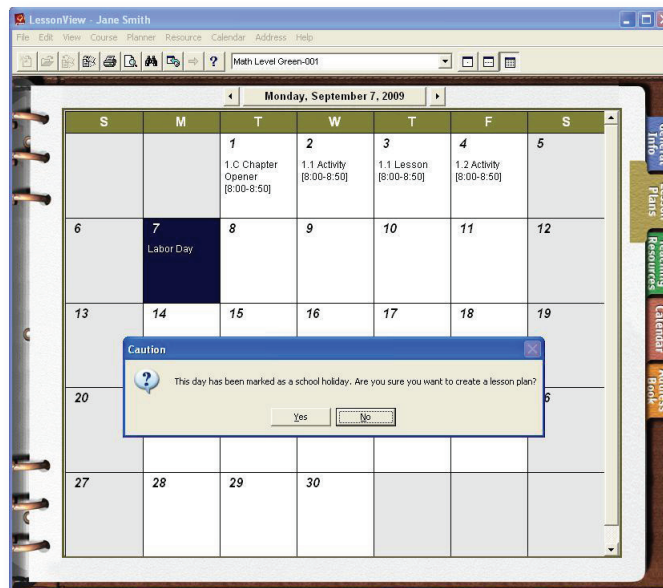 LessonView - Jane Smith
File Edit View Course Planner Resource Calendar Address Help
? Math Level Green-001
Monday, September 7, 2009
S M T W T F S
1 2 3 4 5
1.C Chapter
Opener
[8:00-8:50]
1.1 Activity
[8:00-8:50]
1.1 Lesson
[8:00-8:50]
1.2 Activity
[8:00-8:50]
6 7 8 9 10 11 12
Labor Day
13 14 15 16 17 18 19
Caution
This day has been marked as a school holiday. Are you sure you want to create a lesson plan?
Yes No
20
27 28 29 30
Info
Plans
Resources
Calendar
Book